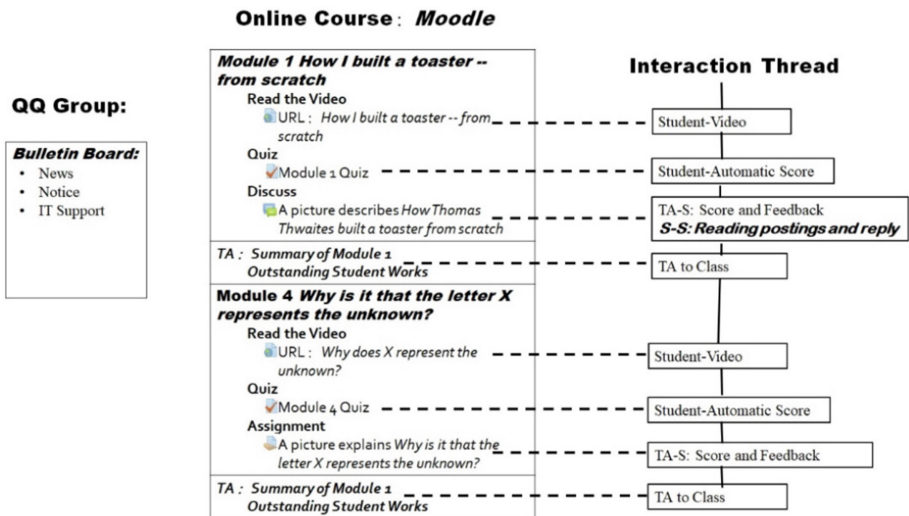 Online Course： Moodle
QQ Group:
Bulletin Board:
• News
• Notice
• IT Support
Module 1 How I built a toaster --
from scratch
Read the Video
URL： How I built a toaster -- from
scratch
Quiz
Module 1 Quiz
Discuss
A picture describes How Thomas
Thwaites built a toaster from scratch
TA： Summary of Module 1
Outstanding Student Works
Module 4 Why is it that the letter X
represents the unknown?
Read the Video
URL： Why does X represent the
unknown?
Quiz
Module 4 Quiz
Assignment
A picture explains Why is it that the
letter X represents the unknown?
TA： Summary of Module 1
Outstanding Student Works
Interaction Thread
Student-Video
Student-Automatic Score
TA-S: Score and Feedback
S-S: Reading postings and reply
TA to Class
Student-Video
Student-Automatic Score
TA-S: Score and Feedback
TA to Class